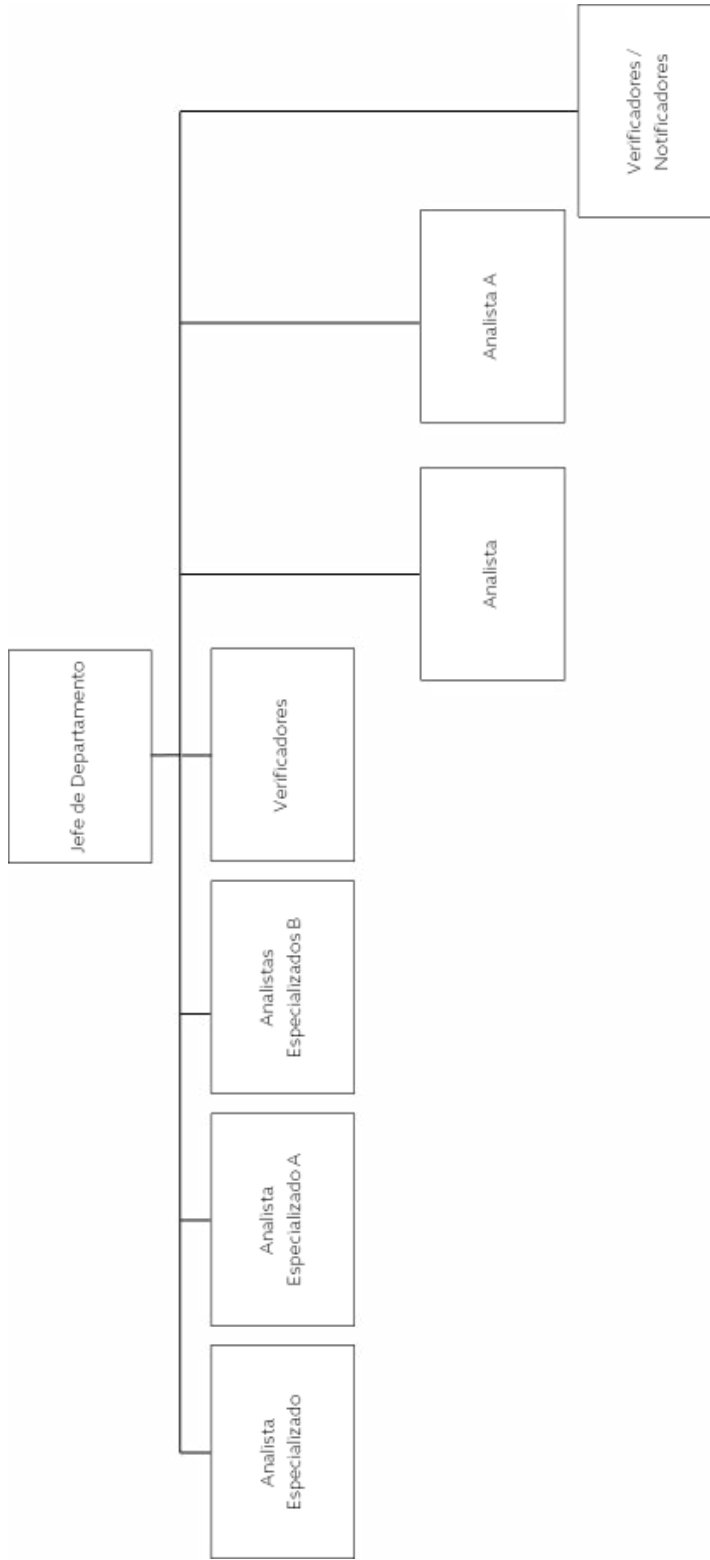 Jefe de Departamento
Analista
Especializado
Analista
Especializado A
Analistas
Especializados B
Verificadores
Analista
Analista A
Verificadores /
Notificadores